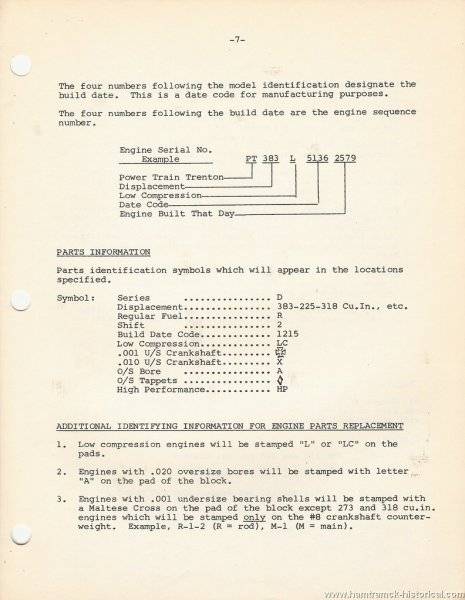 -7-
The four numbers following the model identification designate the
build date. This is a date code for manufacturing purposes.
The four numbers following the build date are the engine sequence
number.
Engine Serial No.
Example PT 383 L 5136 2579
Power Train Trenton
Displacement
Low Compression
Date Code
Engine Built That Day
PARTS INFORMATION
Parts identification symbols which will appear in the locations
specified.
Symbol: Series ............... D
Displacement............... 383-225-318 Cu.In., etc.
Regular Fuel............... R
Shift ............... 2
Build Date Code............ 1215
Low Compression............ LC
.001 U/S Crankshaft........ ✠
.010 U/S Crankshaft........ X
O/S Bore ............... A
O/S Tappets ............... ◊
High Performance........... HP
ADDITIONAL IDENTIFYING INFORMATION FOR ENGINE PARTS REPLACEMENT
1. Low compression engines will be stamped "L" or "LC" on the
pads.
2. Engines with .020 oversize bores will be stamped with letter
"A" on the pad of the block.
3. Engines with .001 undersize bearing shells will be stamped with
a Maltese Cross on the pad of the block except 273 and 318 cu.in.
engines which will be stamped only on the #8 crankshaft counter-
weight. Example, R-1-2 (R = rod), M-1 (M = main).
www.hamtramck-historical.com